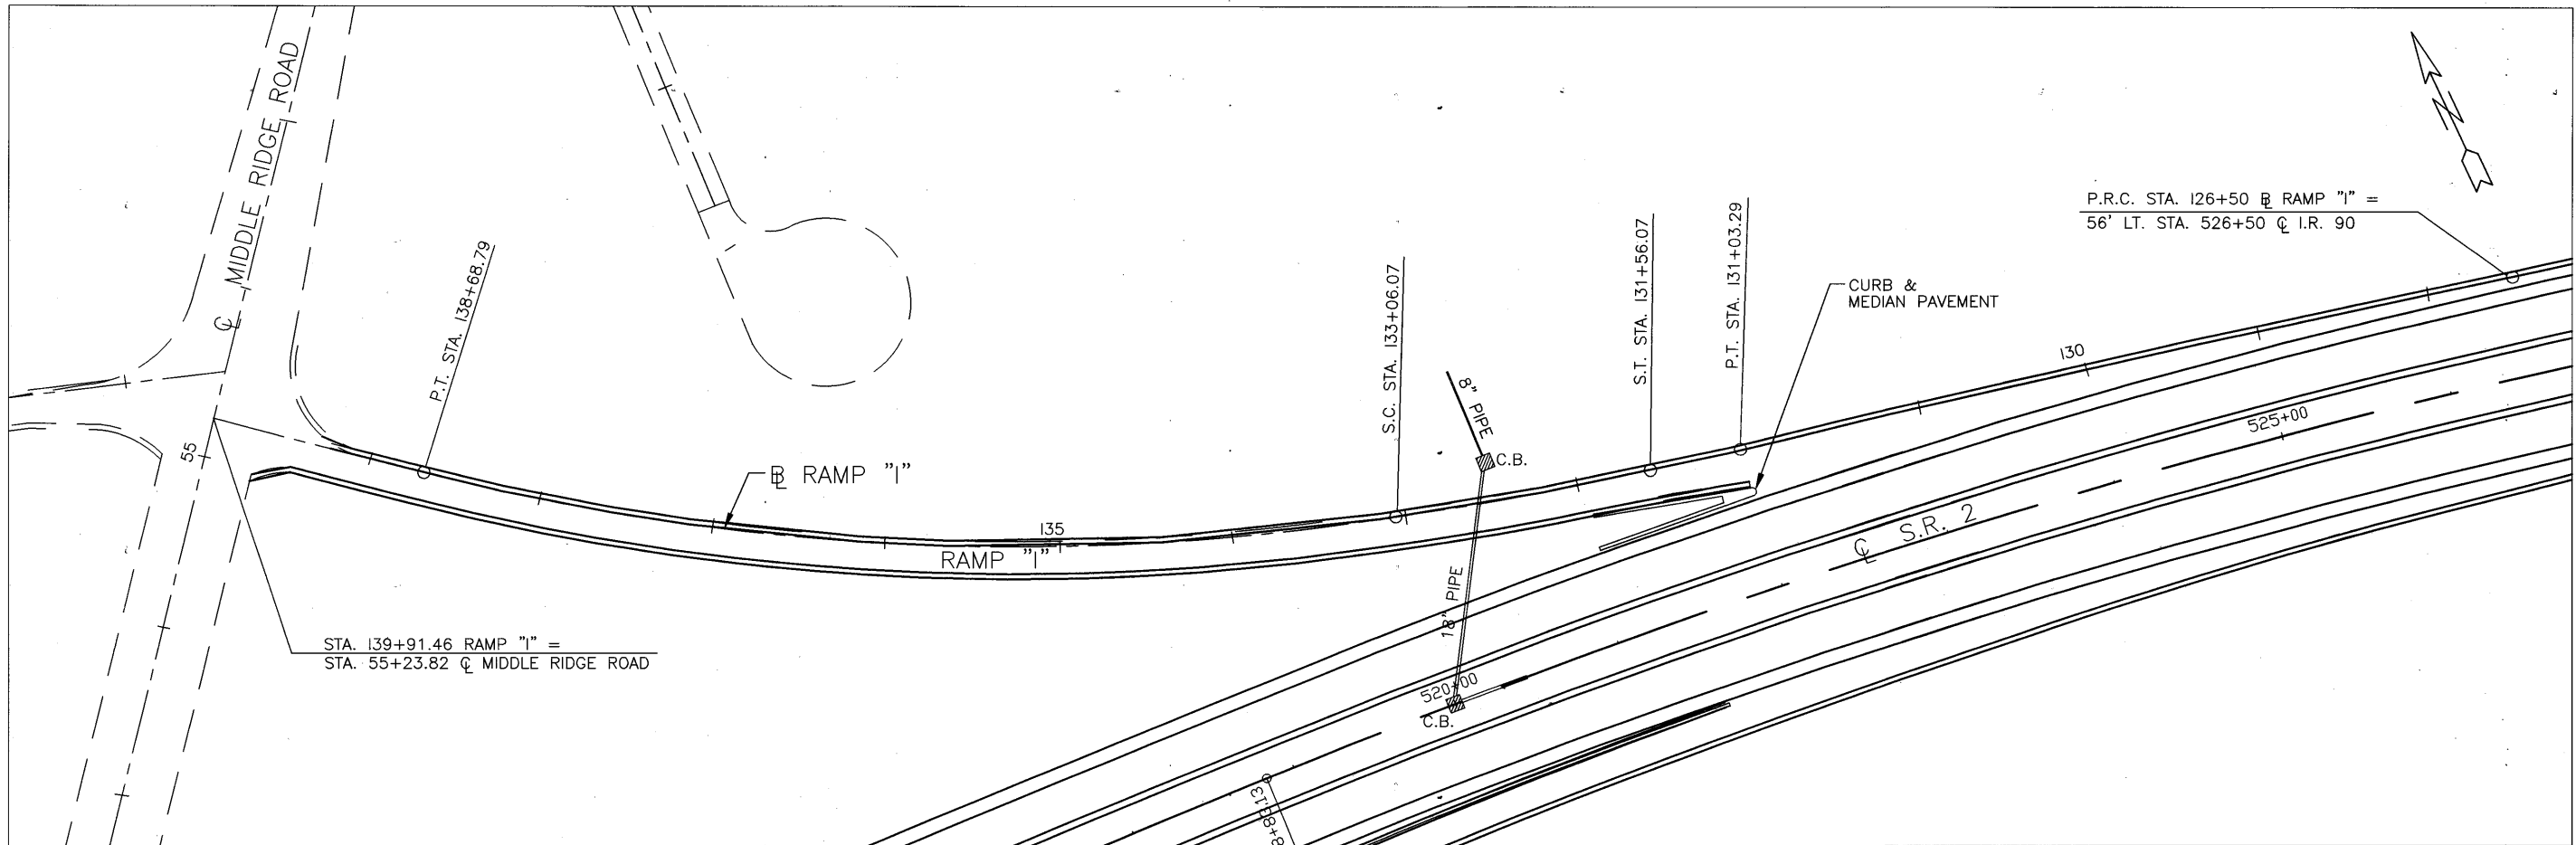 ℄ MIDDLE RIDGE ROAD
N
P.R.C. STA. 126+50 ⅊ RAMP "I" =
56' LT. STA. 526+50 ℄ I.R. 90
P.T. STA. 138+68.79
S.C. STA. 133+06.07
S.T. STA. 131+56.07
P.T. STA. 131+03.29
CURB &
MEDIAN PAVEMENT
130
525+00
8" PIPE
C.B.
55
RAMP "I"
135
RAMP "I"
℄ S.R. 2
18" PIPE
STA. 139+91.46 RAMP "I" =
STA. 55+23.82 ℄ MIDDLE RIDGE ROAD
520+00
C.B.
8+83.13